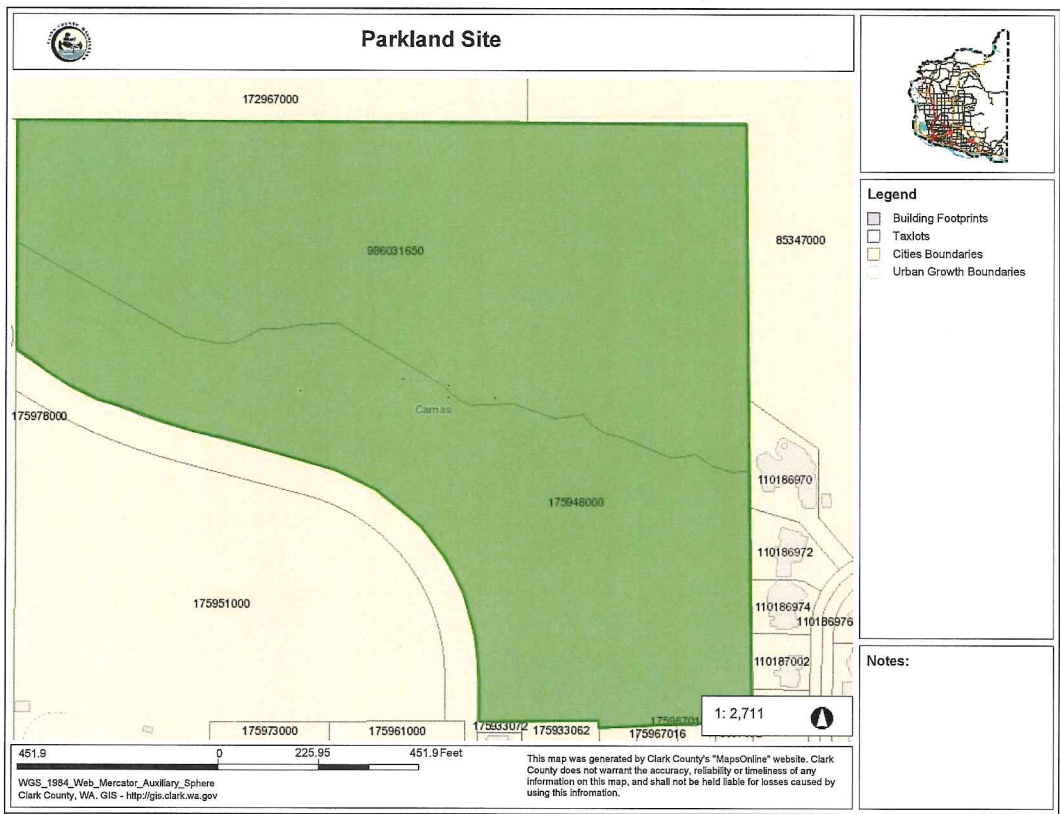 Parkland Site
172967000
986031650
85347000
Camas
175978000
175948000
110186970
110186972
175951000
110186974
110186976
110187002
175973000
175961000
175933072
175933062
175967016
1: 2,711
451.9
0
225.95
451.9 Feet
WGS_1984_Web_Mercator_Auxiliary_Sphere
Clark County, WA. GIS - http://gis.clark.wa.gov
This map was generated by Clark County's "MapsOnline" website. Clark
County does not warrant the accuracy, reliability or timeliness of any
information on this map, and shall not be held liable for losses caused by
using this infromation.
Legend
Building Footprints
Taxlots
Cities Boundaries
Urban Growth Boundaries
Notes: